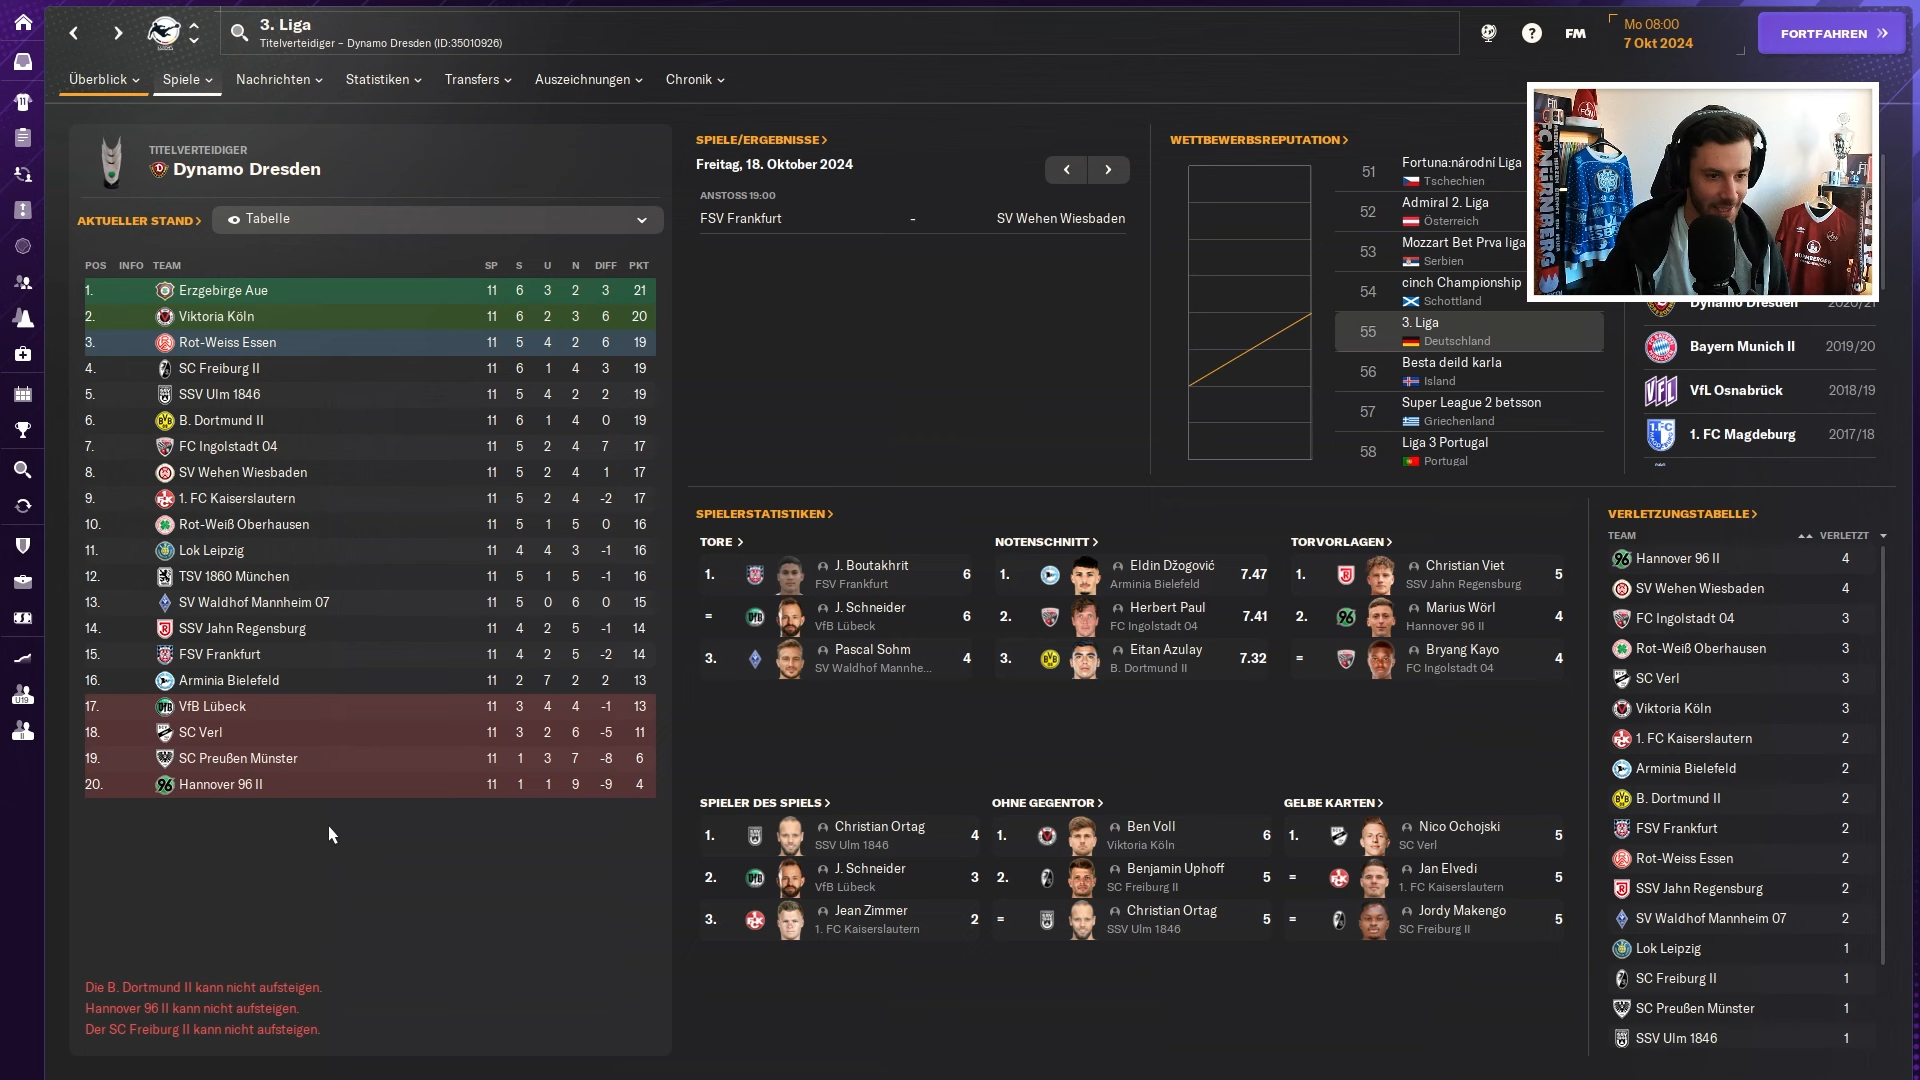 3. Liga
Titelverteidiger – Dynamo Dresden (ID:35010926)
FM
Mo 08:00
7 Okt 2024
FORTFAHREN
Überblick
Spiele
Nachrichten
Statistiken
Transfers
Auszeichnungen
Chronik
TITELVERTEIDIGER
Dynamo Dresden
AKTUELLER STAND
Tabelle
POS INFO TEAM SP S U N DIFF PKT
1. Erzgebirge Aue 11 6 3 2 3 21
2. Viktoria Köln 11 6 2 3 6 20
3. Rot-Weiss Essen 11 5 4 2 6 19
4. SC Freiburg II 11 6 1 4 3 19
5. SSV Ulm 1846 11 5 4 2 2 19
6. B. Dortmund II 11 6 1 4 0 19
7. FC Ingolstadt 04 11 5 2 4 7 17
8. SV Wehen Wiesbaden 11 5 2 4 1 17
9. 1. FC Kaiserslautern 11 5 2 4 -2 17
10. Rot-Weiß Oberhausen 11 5 1 5 0 16
11. Lok Leipzig 11 4 4 3 -1 16
12. TSV 1860 München 11 5 1 5 -1 16
13. SV Waldhof Mannheim 07 11 5 0 6 0 15
14. SSV Jahn Regensburg 11 4 2 5 -1 14
15. FSV Frankfurt 11 4 2 5 -2 14
16. Arminia Bielefeld 11 2 7 2 2 13
17. VfB Lübeck 11 3 4 4 -1 13
18. SC Verl 11 3 2 6 -5 11
19. SC Preußen Münster 11 1 3 7 -8 6
20. Hannover 96 II 11 1 1 9 -9 4
Die B. Dortmund II kann nicht aufsteigen.
Hannover 96 II kann nicht aufsteigen.
Der SC Freiburg II kann nicht aufsteigen.
SPIELE/ERGEBNISSE
Freitag, 18. Oktober 2024
ANSTOSS 19:00
FSV Frankfurt - SV Wehen Wiesbaden
WETTBEWERBSREPUTATION
51 Fortuna:národní Liga
Tschechien
52 Admiral 2. Liga
Österreich
53 Mozzart Bet Prva liga
Serbien
54 cinch Championship
Schottland
55 3. Liga
Deutschland
56 Besta deild karla
Island
57 Super League 2 betsson
Griechenland
58 Liga 3 Portugal
Portugal
FC NÜRNBERG
Dynamo Dresden 2020/21
Bayern Munich II 2019/20
VfL Osnabrück 2018/19
1. FC Magdeburg 2017/18
SPIELERSTATISTIKEN
TORE
1. J. Boutakhrit 6
FSV Frankfurt
= J. Schneider 6
VfB Lübeck
3. Pascal Sohm 4
SV Waldhof Mannhe...
NOTENSCHNITT
1. Eldin Džogović 7.47
Arminia Bielefeld
2. Herbert Paul 7.41
FC Ingolstadt 04
3. Eitan Azulay 7.32
B. Dortmund II
TORVORLAGEN
1. Christian Viet 5
SSV Jahn Regensburg
2. Marius Wörl 4
Hannover 96 II
= Bryang Kayo 4
FC Ingolstadt 04
SPIELER DES SPIELS
1. Christian Ortag 4
SSV Ulm 1846
2. J. Schneider 3
VfB Lübeck
3. Jean Zimmer 2
1. FC Kaiserslautern
OHNE GEGENTOR
1. Ben Voll 6
Viktoria Köln
2. Benjamin Uphoff 5
SC Freiburg II
= Christian Ortag 5
SSV Ulm 1846
GELBE KARTEN
1. Nico Ochojski 5
SC Verl
= Jan Elvedi 5
1. FC Kaiserslautern
= Jordy Makengo 5
SC Freiburg II
VERLETZUNGSTABELLE
TEAM VERLETZT
Hannover 96 II 4
SV Wehen Wiesbaden 4
FC Ingolstadt 04 3
Rot-Weiß Oberhausen 3
SC Verl 3
Viktoria Köln 3
1. FC Kaiserslautern 2
Arminia Bielefeld 2
B. Dortmund II 2
FSV Frankfurt 2
Rot-Weiss Essen 2
SSV Jahn Regensburg 2
SV Waldhof Mannheim 07 2
Lok Leipzig 1
SC Freiburg II 1
SC Preußen Münster 1
SSV Ulm 1846 1